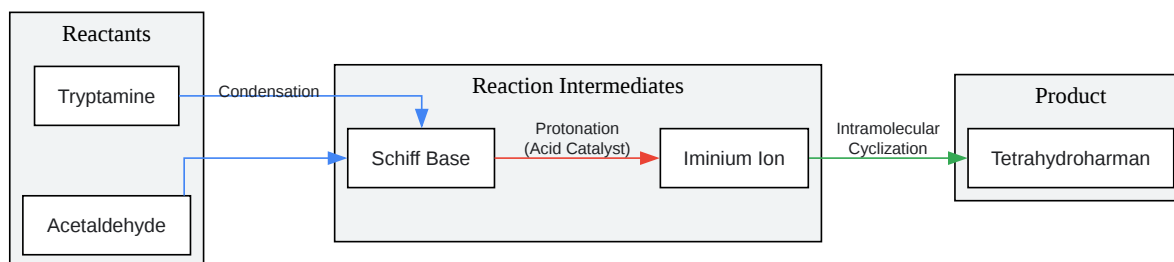 Reactants
Tryptamine
Acetaldehyde
Condensation
Reaction Intermediates
Schiff Base
Protonation
(Acid Catalyst)
Iminium Ion
Intramolecular
Cyclization
Product
Tetrahydroharman